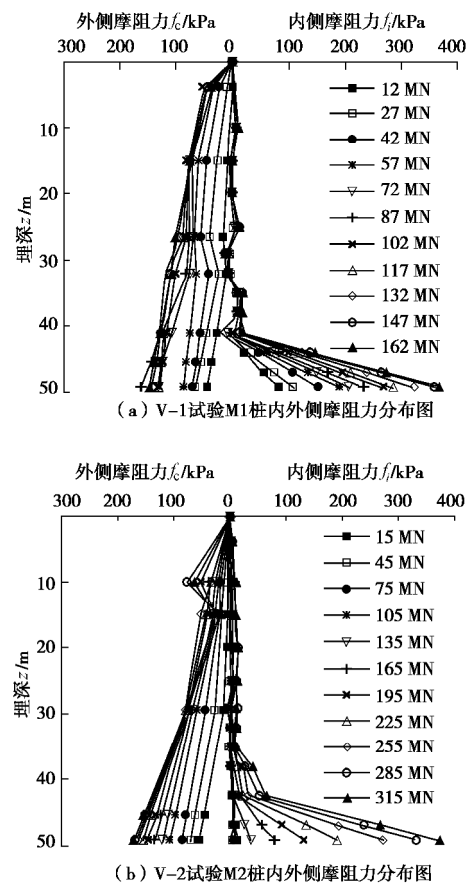 外侧摩阻力fc/kPa 内侧摩阻力fi/kPa
300 200 100 0 100 200 300 400
12 MN
27 MN
42 MN
57 MN
72 MN
87 MN
102 MN
117 MN
132 MN
147 MN
162 MN
10
20
30
40
50
埋深z/m
(a) V-1试验M1桩内外侧摩阻力分布图
外侧摩阻力fc/kPa 内侧摩阻力fi/kPa
300 200 100 0 100 200 300 400
15 MN
45 MN
75 MN
105 MN
135 MN
165 MN
195 MN
225 MN
255 MN
285 MN
315 MN
10
20
30
40
50
埋深z/m
(b) V-2试验M2桩内外侧摩阻力分布图